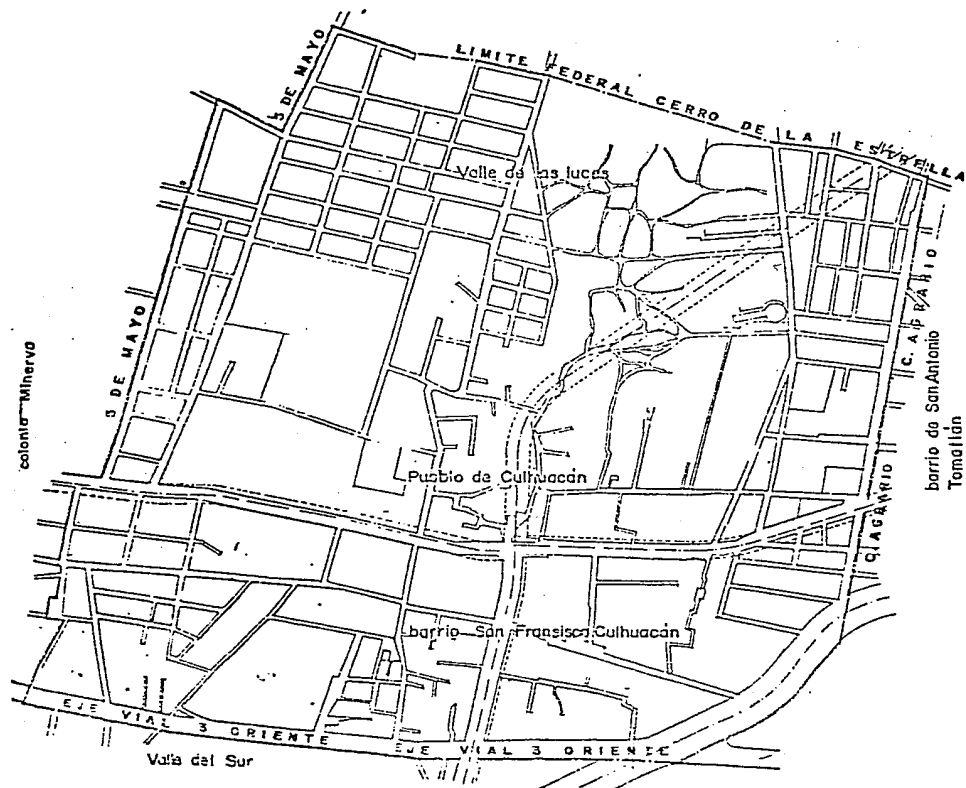 3 DE MAYO
LIMITE FEDERAL CERRO DE LA ESTRELLA
Valle de las luces
C. AGRARIO
3 DE MAYO
colonia Minerva
barrio de San Antonio
Tomatlán
Pueblo de Culhuacán
C. AGRARIO
barrio San Fransisco Culhuacán
EJE VIAL 3 ORIENTE
EJE VIAL 3 ORIENTE
Valle del Sur